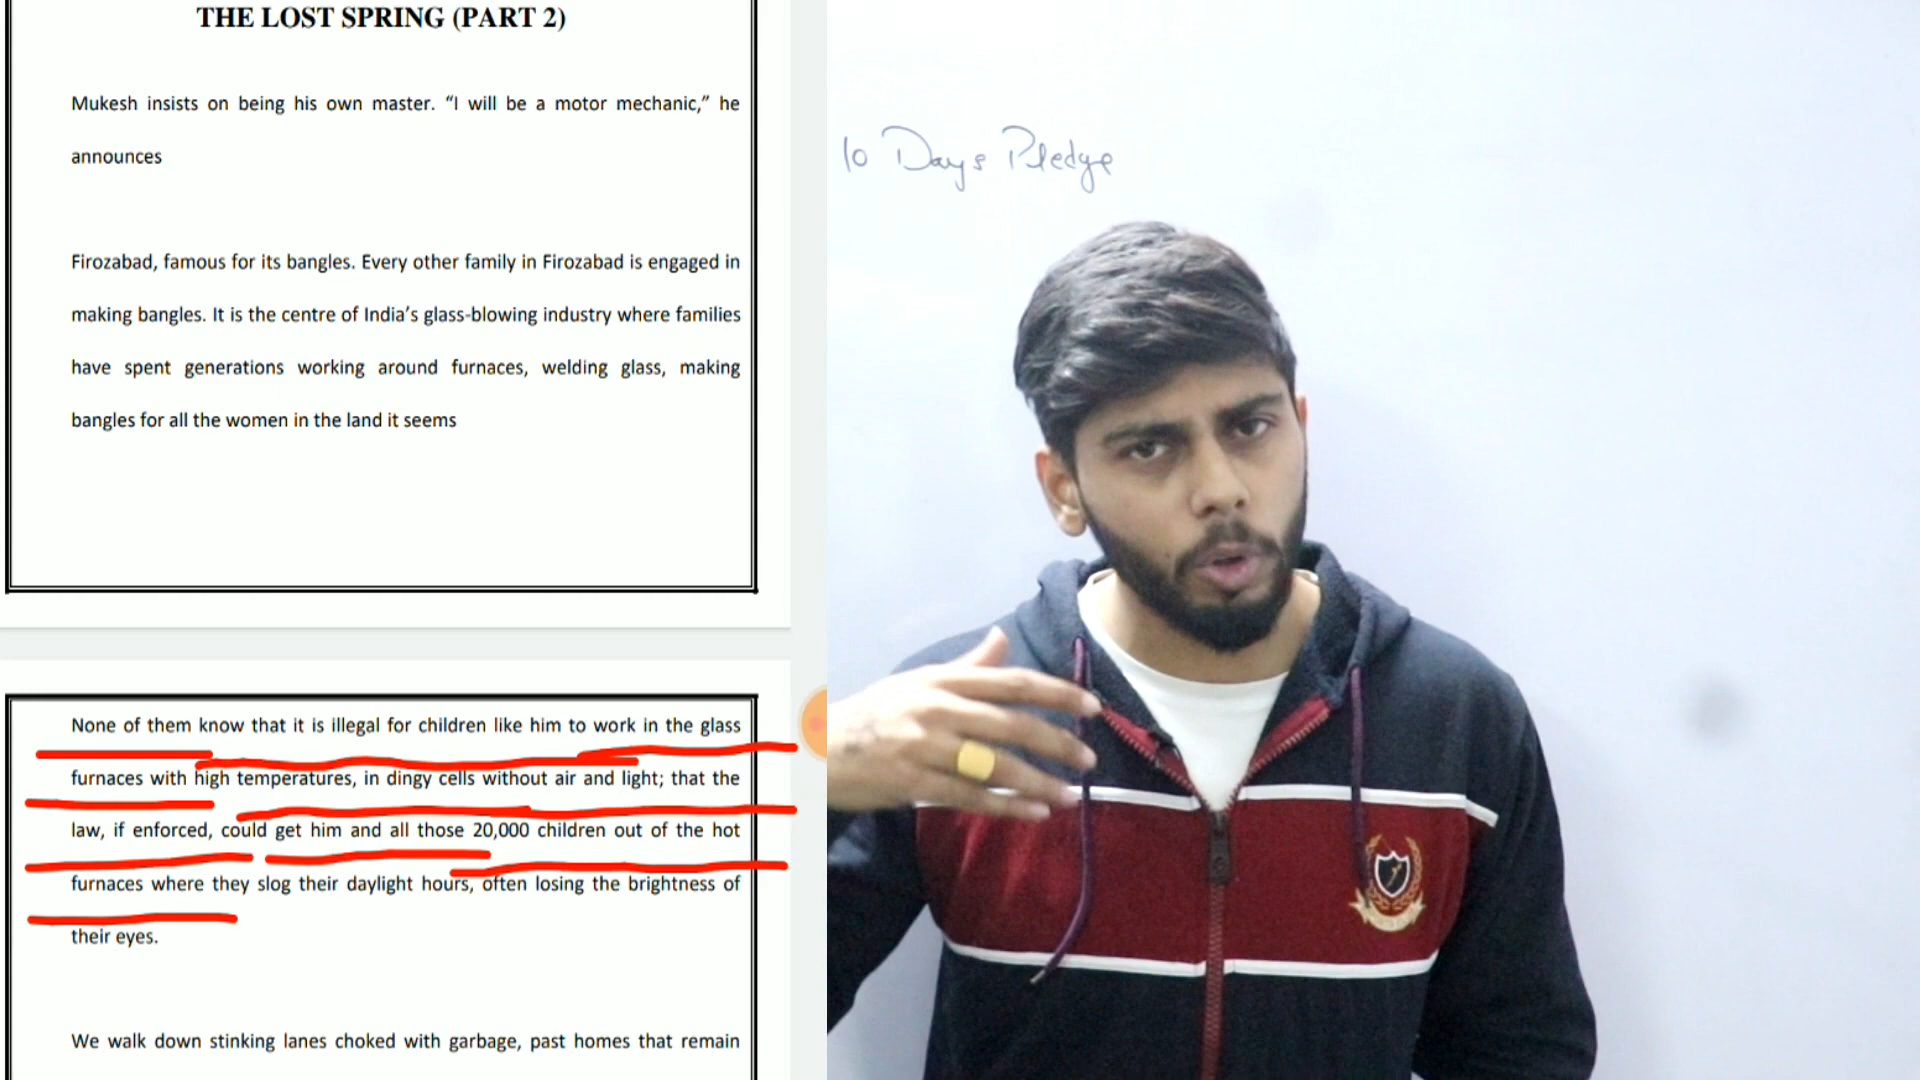 THE LOST SPRING (PART 2)
Mukesh insists on being his own master. “I will be a motor mechanic,” he
announces
Firozabad, famous for its bangles. Every other family in Firozabad is engaged in
making bangles. It is the centre of India’s glass-blowing industry where families
have spent generations working around furnaces, welding glass, making
bangles for all the women in the land it seems
None of them know that it is illegal for children like him to work in the glass
furnaces with high temperatures, in dingy cells without air and light; that the
law, if enforced, could get him and all those 20,000 children out of the hot
furnaces where they slog their daylight hours, often losing the brightness of
their eyes.
We walk down stinking lanes choked with garbage, past homes that remain
10 Days Pledge